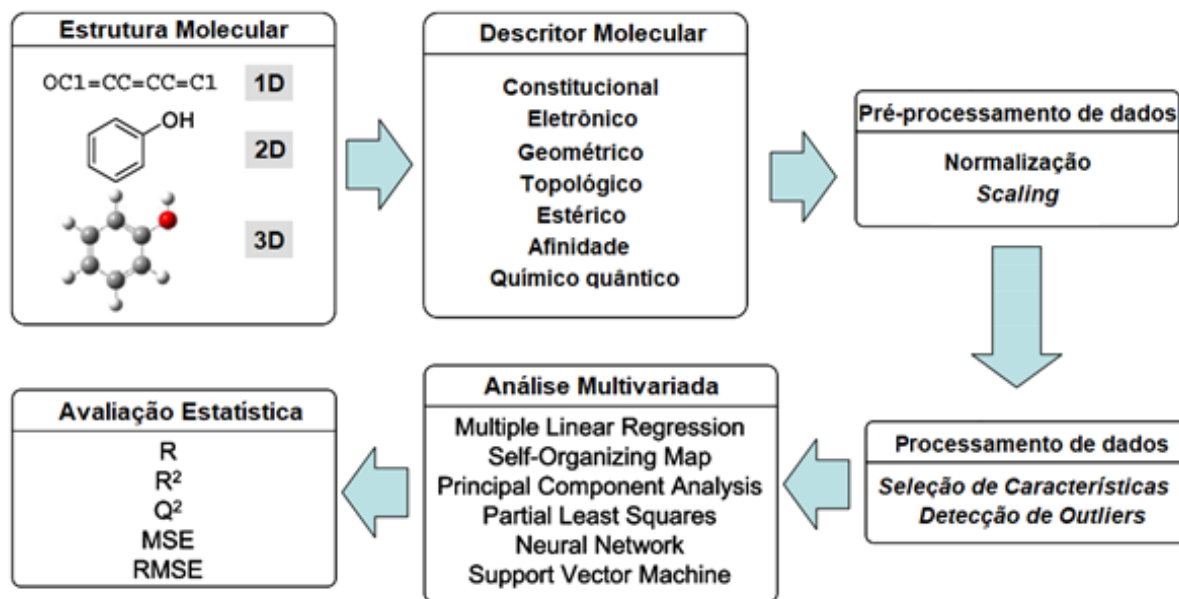 Estrutura Molecular
OCl=CC=CC=Cl
1D
OH
2D
3D
Descritor Molecular
Constitucional
Eletrônico
Geométrico
Topológico
Estérico
Afinidade
Químico quântico
Pré-processamento de dados
Normalização
Scaling
Processamento de dados
Seleção de Características
Detecção de Outliers
Análise Multivariada
Multiple Linear Regression
Self-Organizing Map
Principal Component Analysis
Partial Least Squares
Neural Network
Support Vector Machine
Avaliação Estatística
R
R²
Q²
MSE
RMSE